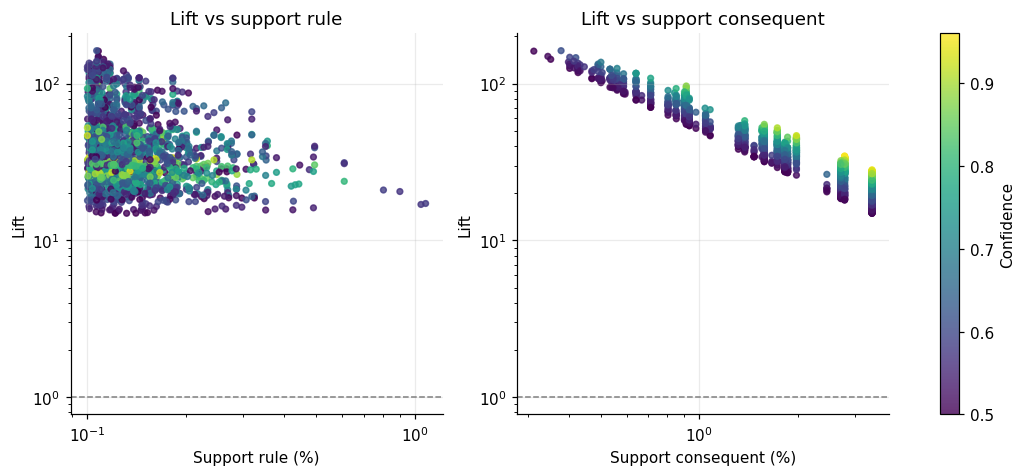 Lift vs support rule
Lift
10²
10¹
10⁰
10⁻¹
10⁰
Support rule (%)
Lift vs support consequent
Lift
10²
10¹
10⁰
10⁰
Support consequent (%)
0.9
0.8
0.7
0.6
0.5
Confidence